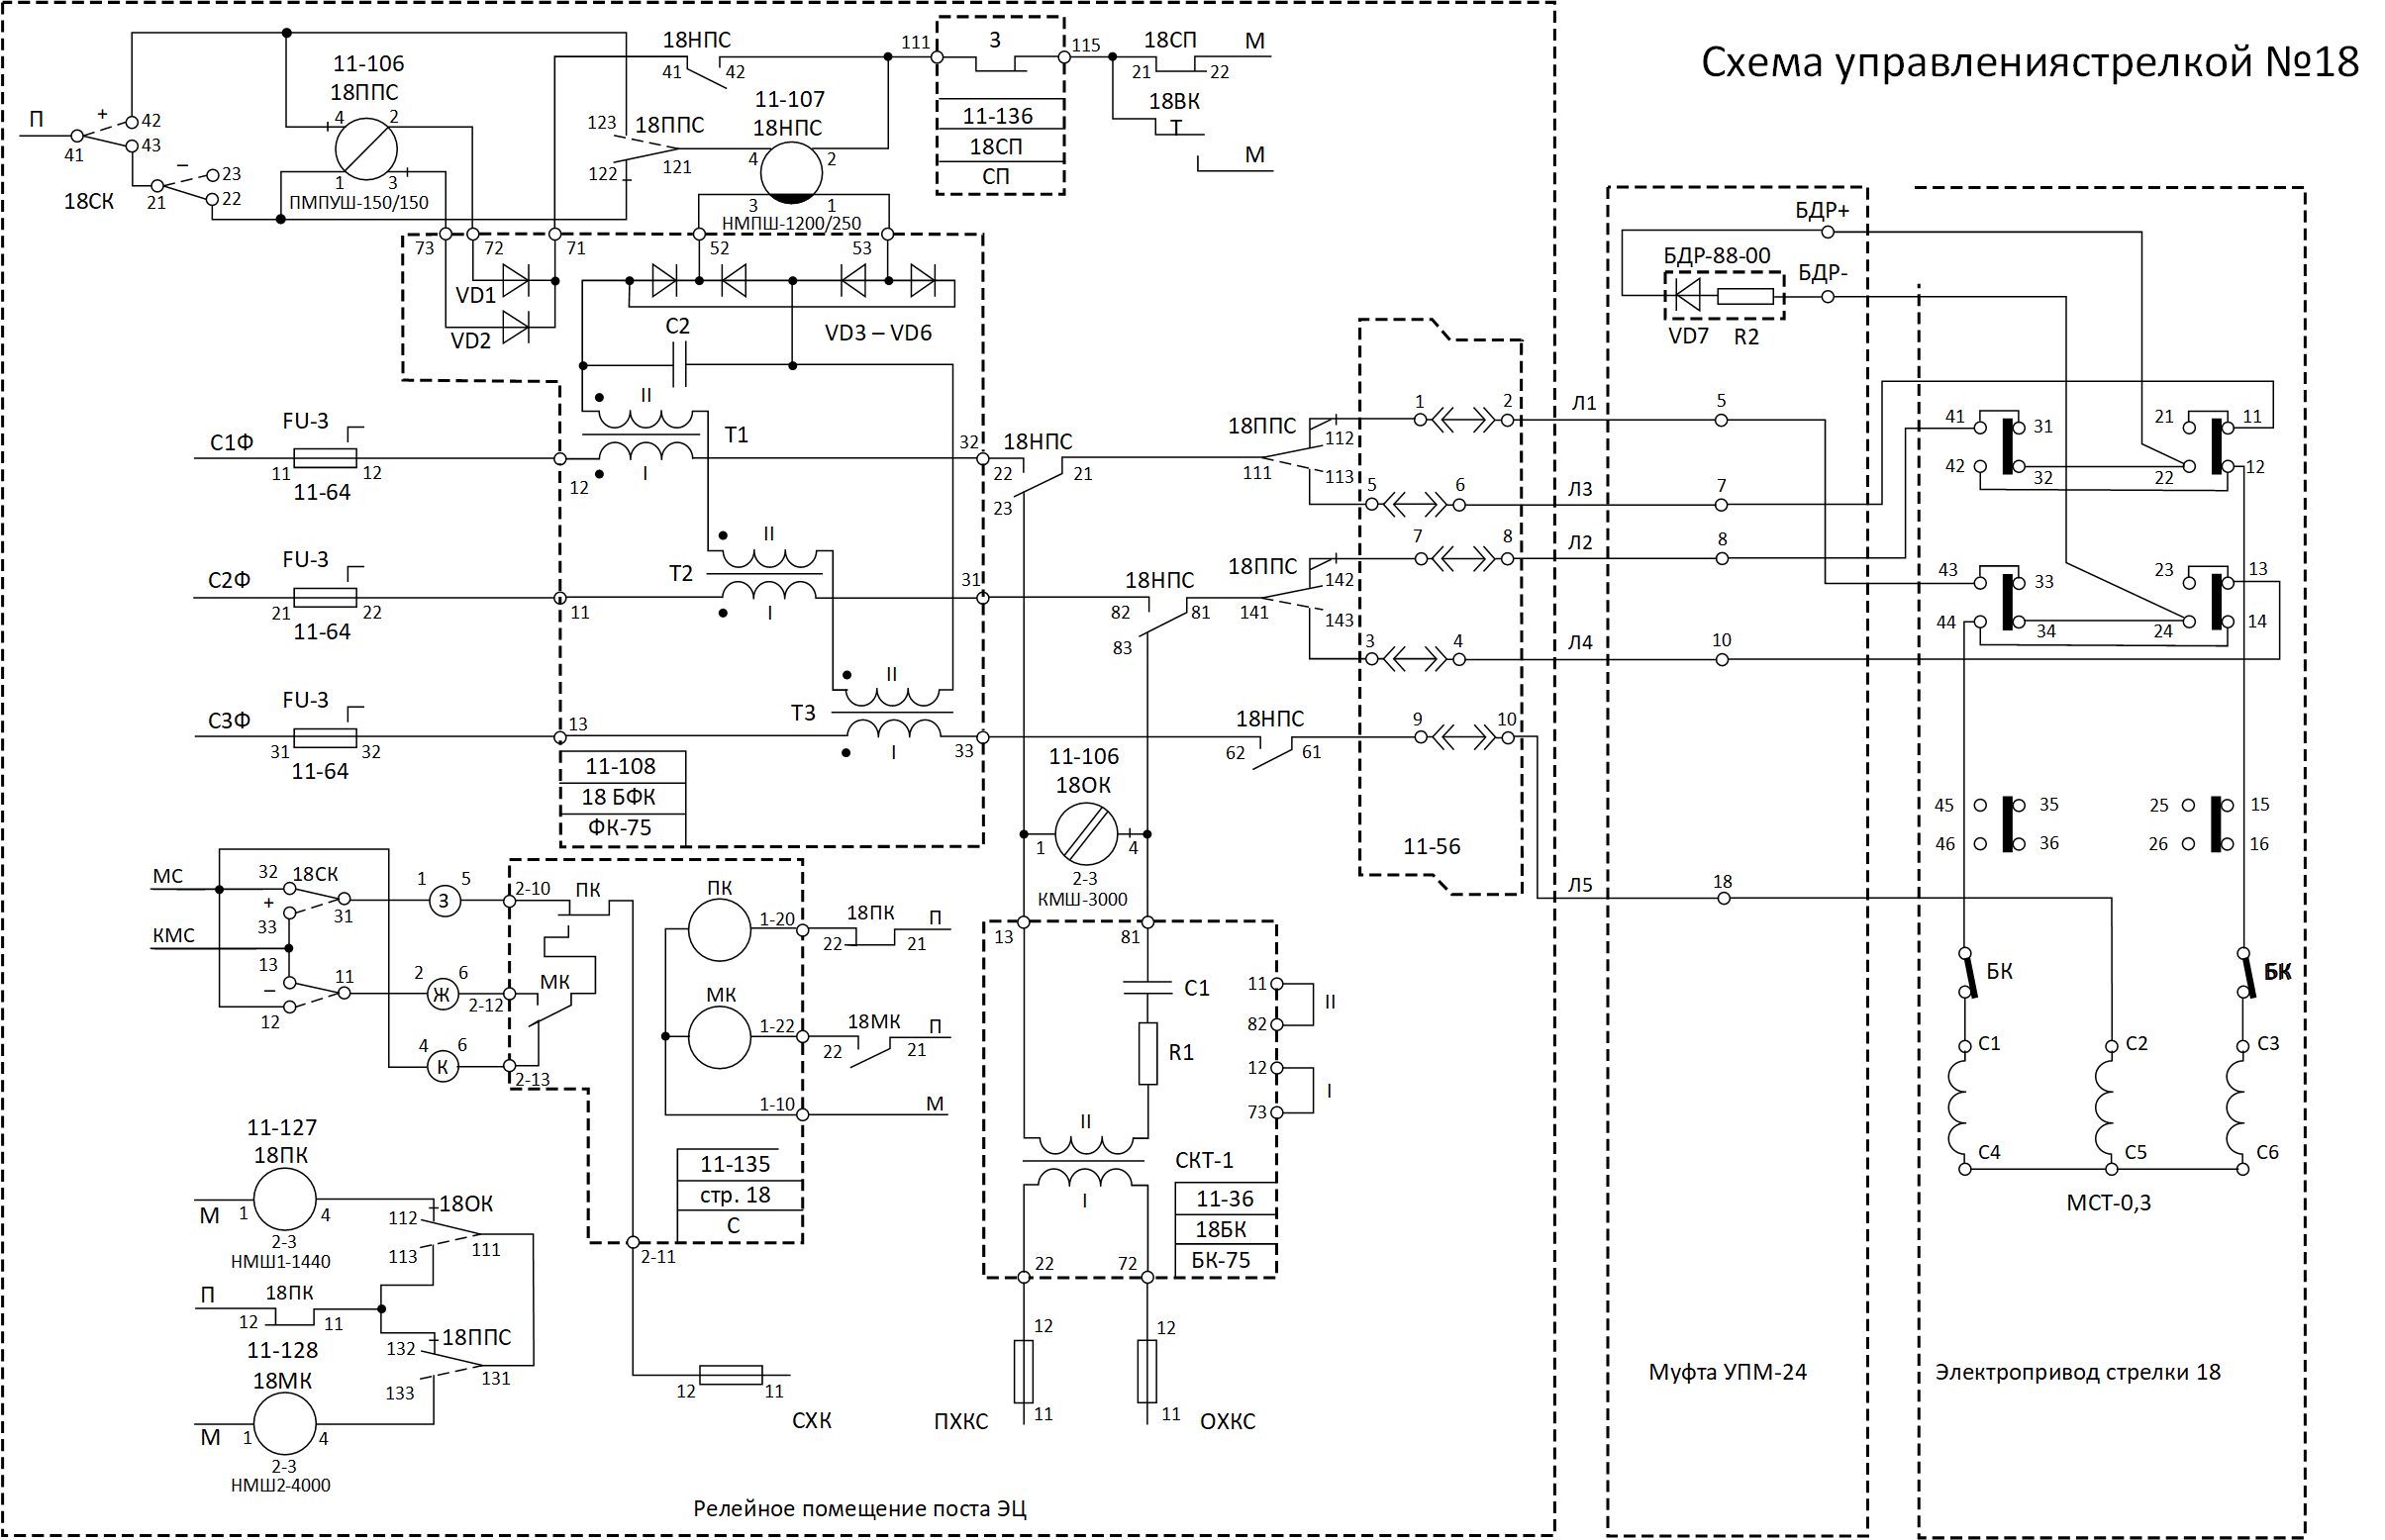 Схема управлениястрелкой №18
П
41
+
42
43
−
18СК
21
23
22
11-106
18ППС
4
2
1
3
ПМПУШ-150/150
18НПС
41
42
111
З
115
18СП
М
21
22
18ВК
Т
М
11-136
18СП
СП
123
18ППС
122
121
11-107
18НПС
4
2
3
1
НМПШ-1200/250
73
72
71
52
53
VD1
VD2
C2
VD3 – VD6
БДР+
БДР-88-00
БДР-
VD7
R2
С1Ф
FU-3
11
12
11-64
12
II
I
Т1
32
18НПС
22
21
23
18ППС
111
112
113
1
2
Л1
5
5
6
Л3
7
41
31
42
32
21
11
22
12
С2Ф
FU-3
21
22
11-64
11
Т2
II
I
31
18НПС
82
81
83
18ППС
141
142
143
7
8
Л2
8
3
4
Л4
10
43
33
44
34
23
13
24
14
С3Ф
FU-3
31
32
11-64
13
Т3
II
I
33
18НПС
62
61
9
10
11-56
Л5
18
11-108
18 БФК
ФК-75
11-106
18ОК
1
4
2-3
КМШ-3000
45
35
46
36
25
15
26
16
МС
32
18СК
+
33
31
КМС
13
11
−
12
1
З
5
2-10
2
Ж
6
2-12
4
К
6
2-13
ПК
МК
ПК
1-20
18ПК
П
22
21
МК
1-22
18МК
П
22
21
1-10
М
11-135
стр. 18
С
2-11
12
11
СХК
13
81
C1
R1
11
82
II
12
73
I
II
I
СКТ-1
11-36
18БК
БК-75
22
72
12
12
11
11
ПХКС
ОХКС
БК
БК
С1
С2
С3
С4
С5
С6
МСТ-0,3
11-127
18ПК
М
1
4
2-3
НМШ1-1440
18ОК
112
113
111
П
18ПК
12
11
18ППС
132
133
131
11-128
18МК
М
1
4
2-3
НМШ2-4000
Релейное помещение поста ЭЦ
Муфта УПМ-24
Электропривод стрелки 18